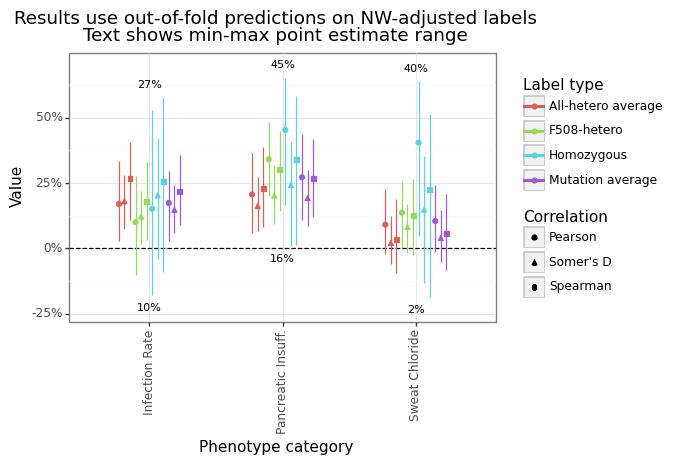 Results use out-of-fold predictions on NW-adjusted labels
Text shows min-max point estimate range
27%
45%
40%
10%
16%
2%
50%
25%
0%
-25%
Value
Infection Rate
Pancreatic Insuff.
Sweat Chloride
Phenotype category
Label type
All-hetero average
F508-hetero
Homozygous
Mutation average
Correlation
Pearson
Somer's D
Spearman